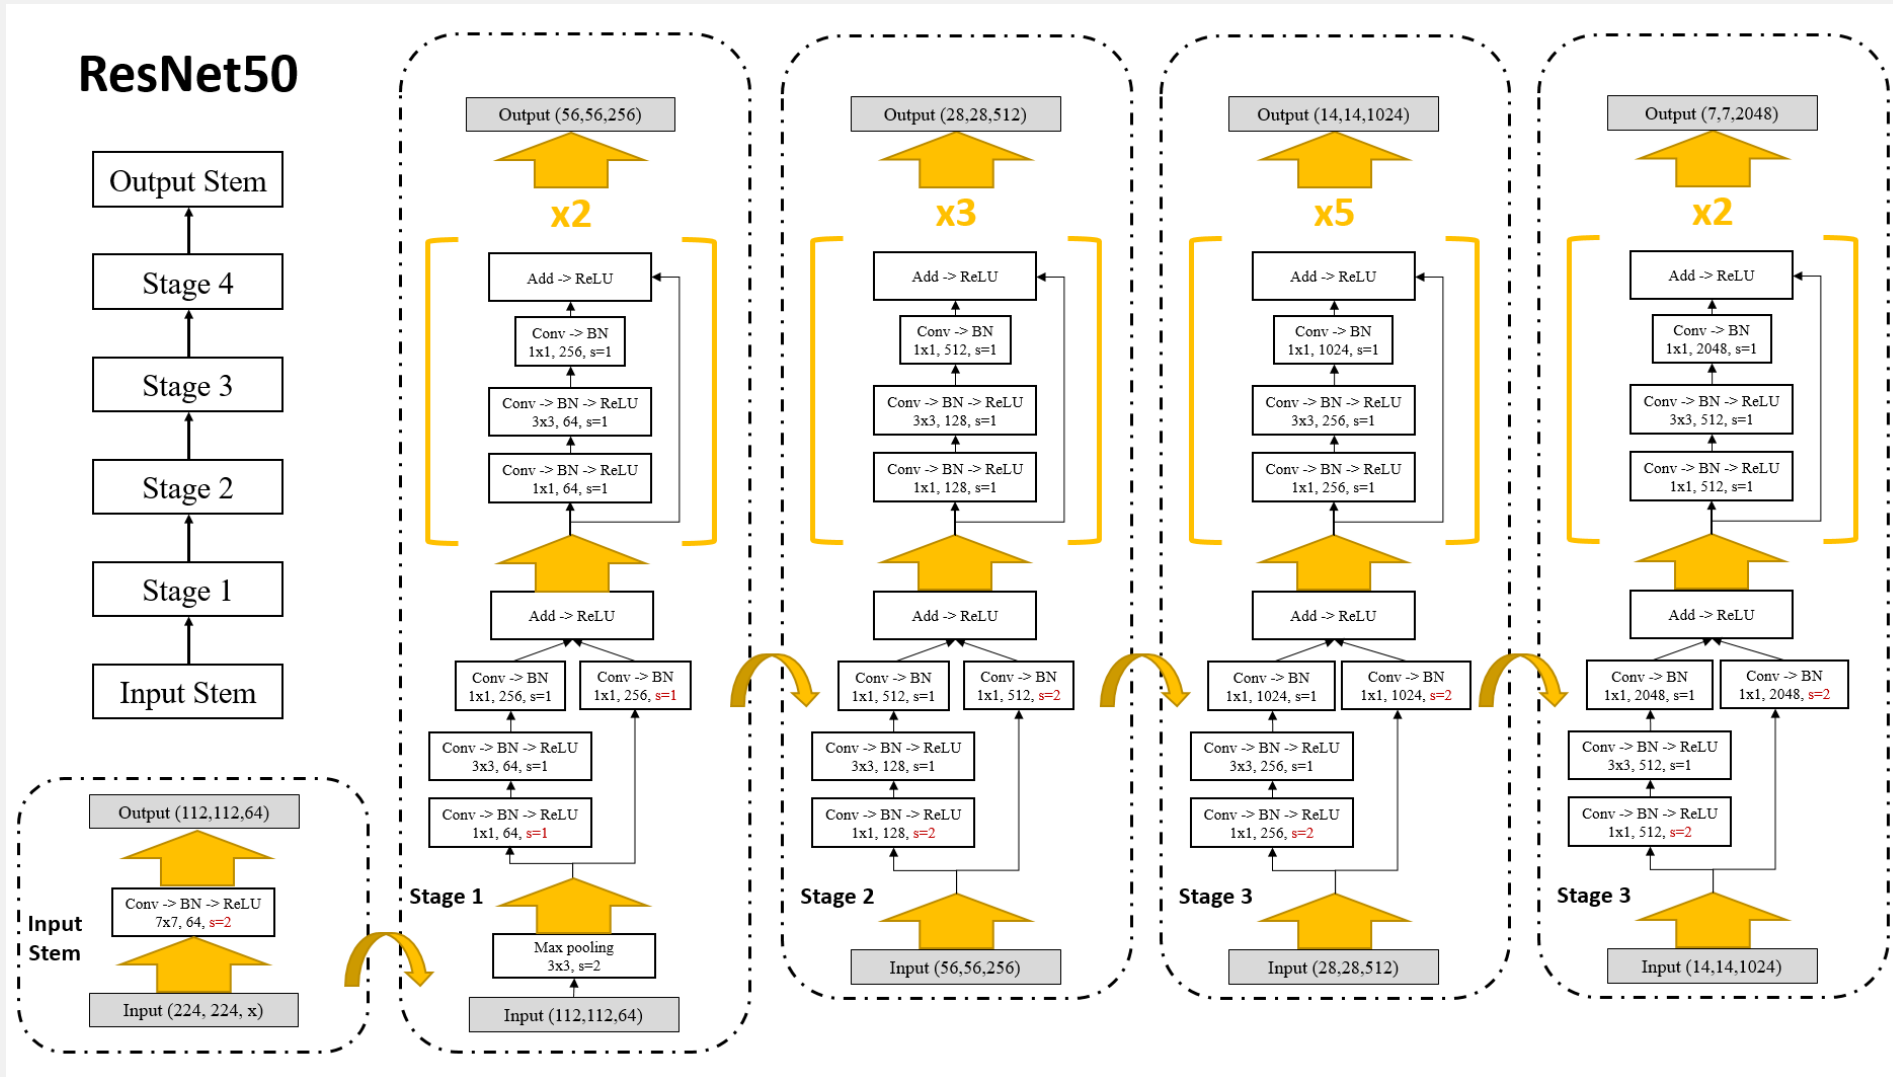 ResNet50
Output Stem
Stage 4
Stage 3
Stage 2
Stage 1
Input Stem
Output (112,112,64)
Conv -> BN -> ReLU
7x7, 64, s=2
Input
Stem
Input (224, 224, x)
Output (56,56,256)
x2
Add -> ReLU
Conv -> BN
1x1, 256, s=1
Conv -> BN -> ReLU
3x3, 64, s=1
Conv -> BN -> ReLU
1x1, 64, s=1
Add -> ReLU
Conv -> BN
1x1, 256, s=1
Conv -> BN
1x1, 256, s=1
Conv -> BN -> ReLU
3x3, 64, s=1
Conv -> BN -> ReLU
1x1, 64, s=1
Stage 1
Max pooling
3x3, s=2
Input (112,112,64)
Output (28,28,512)
x3
Add -> ReLU
Conv -> BN
1x1, 512, s=1
Conv -> BN -> ReLU
3x3, 128, s=1
Conv -> BN -> ReLU
1x1, 128, s=1
Add -> ReLU
Conv -> BN
1x1, 512, s=1
Conv -> BN
1x1, 512, s=2
Conv -> BN -> ReLU
3x3, 128, s=1
Conv -> BN -> ReLU
1x1, 128, s=2
Stage 2
Input (56,56,256)
Output (14,14,1024)
x5
Add -> ReLU
Conv -> BN
1x1, 1024, s=1
Conv -> BN -> ReLU
3x3, 256, s=1
Conv -> BN -> ReLU
1x1, 256, s=1
Add -> ReLU
Conv -> BN
1x1, 1024, s=1
Conv -> BN
1x1, 1024, s=2
Conv -> BN -> ReLU
3x3, 256, s=1
Conv -> BN -> ReLU
1x1, 256, s=2
Stage 3
Input (28,28,512)
Output (7,7,2048)
x2
Add -> ReLU
Conv -> BN
1x1, 2048, s=1
Conv -> BN -> ReLU
3x3, 512, s=1
Conv -> BN -> ReLU
1x1, 512, s=1
Add -> ReLU
Conv -> BN
1x1, 2048, s=1
Conv -> BN
1x1, 2048, s=2
Conv -> BN -> ReLU
3x3, 512, s=1
Conv -> BN -> ReLU
1x1, 512, s=2
Stage 3
Input (14,14,1024)